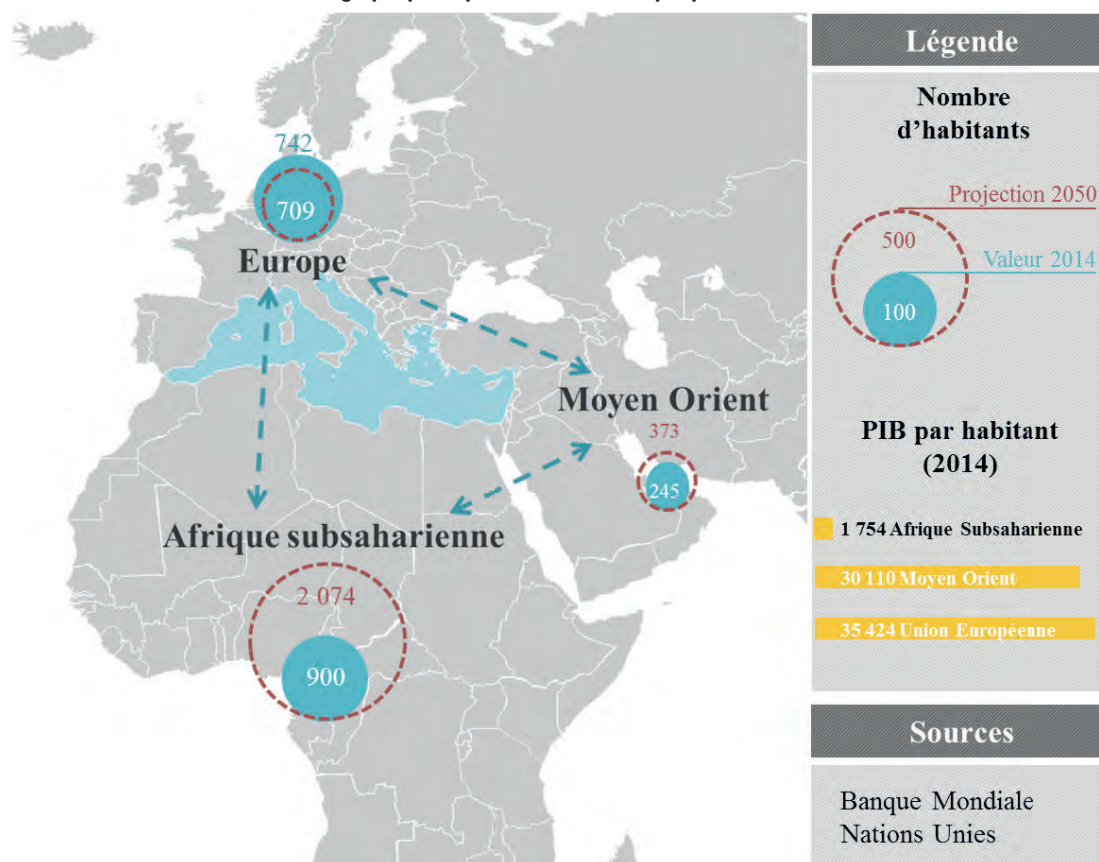 742
709
Europe
Moyen Orient
373
245
Afrique subsaharienne
2 074
900
Légende
Nombre
d’habitants
Projection 2050
500
Valeur 2014
100
PIB par habitant
(2014)
1 754 Afrique Subsaharienne
30 110 Moyen Orient
35 424 Union Européenne
Sources
Banque Mondiale
Nations Unies